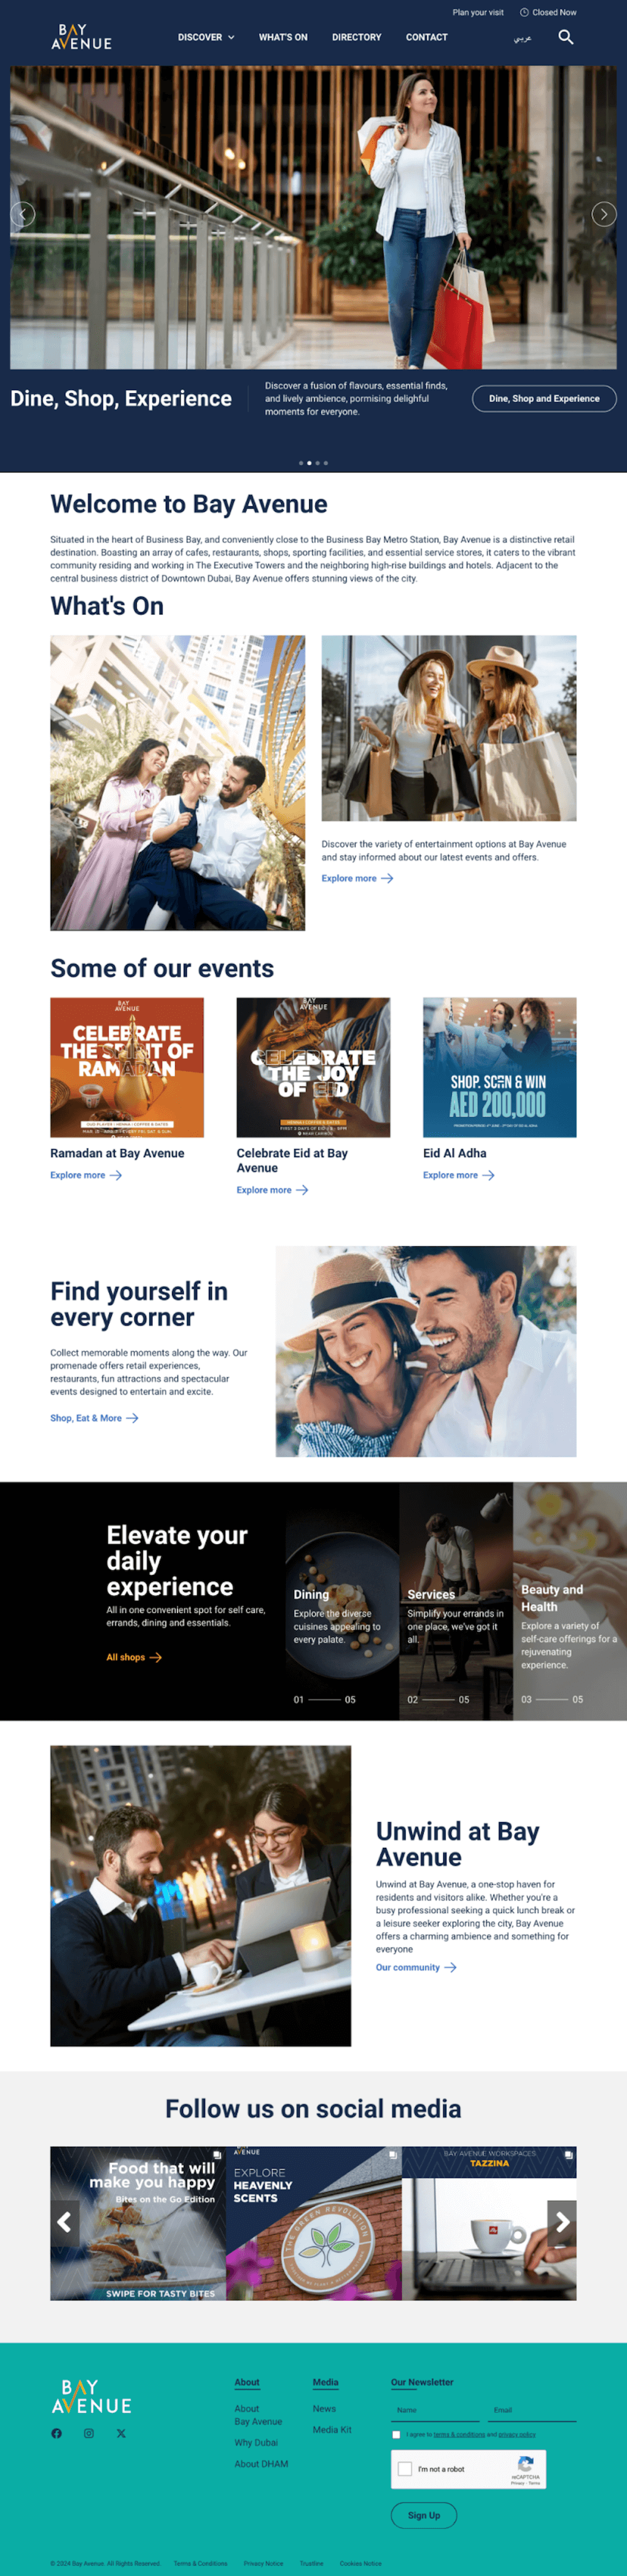 Plan your visit
Closed Now
BAY
AVENUE
DISCOVER
WHAT'S ON
DIRECTORY
CONTACT
عربي
Dine, Shop, Experience
Discover a fusion of flavours, essential finds,
and lively ambience, pormising delighful
moments for everyone.
Dine, Shop and Experience
Welcome to Bay Avenue
Situated in the heart of Business Bay, and conveniently close to the Business Bay Metro Station, Bay Avenue is a distinctive retail
destination. Boasting an array of cafes, restaurants, shops, sporting facilities, and essential service stores, it caters to the vibrant
community residing and working in The Executive Towers and the neighboring high-rise buildings and hotels. Adjacent to the
central business district of Downtown Dubai, Bay Avenue offers stunning views of the city.
What's On
Discover the variety of entertainment options at Bay Avenue
and stay informed about our latest events and offers.
Explore more
Some of our events
BAY
AVENUE
CELEBRATE
THE SPIRIT OF
RAMADAN
BAY
AVENUE
CELEBRATE
THE JOY
OF EID
SHOP, SCAN & WIN
AED 200,000
Ramadan at Bay Avenue
Explore more
Celebrate Eid at Bay
Avenue
Explore more
Eid Al Adha
Explore more
Find yourself in
every corner
Collect memorable moments along the way. Our
promenade offers retail experiences,
restaurants, fun attractions and spectacular
events designed to entertain and excite.
Shop, Eat & More
Elevate your
daily
experience
All in one convenient spot for self care,
errands, dining and essentials.
All shops
Dining
Explore the diverse
cuisines appealing to
every palate.
01
05
Services
Simplify your errands in
one place, we've got it
all.
02
05
Beauty and
Health
Explore a variety of
self-care offerings for a
rejuvenating
experience.
03
05
Unwind at Bay
Avenue
Unwind at Bay Avenue, a one-stop haven for
residents and visitors alike. Whether you're a
busy professional seeking a quick lunch break or
a leisure seeker exploring the city, Bay Avenue
offers a charming ambience and something for
everyone
Our community
Follow us on social media
Food that will
make you happy
Bites on the Go Edition
SWIPE FOR TASTY BITES
AVENUE
EXPLORE
HEAVENLY
SCENTS
THE GREEN REVOLUTION
BAY AVENUE WORKSPACES
TAZZINA
BAY
AVENUE
About
About
Bay Avenue
Why Dubai
About DHAM
Media
News
Media Kit
Our Newsletter
Name
Email
I agree to terms & conditions and privacy policy
I'm not a robot
reCAPTCHA
Privacy - Terms
Sign Up
© 2024 Bay Avenue. All Rights Reserved.
Terms & Conditions
Privacy Notice
Trustline
Cookies Notice